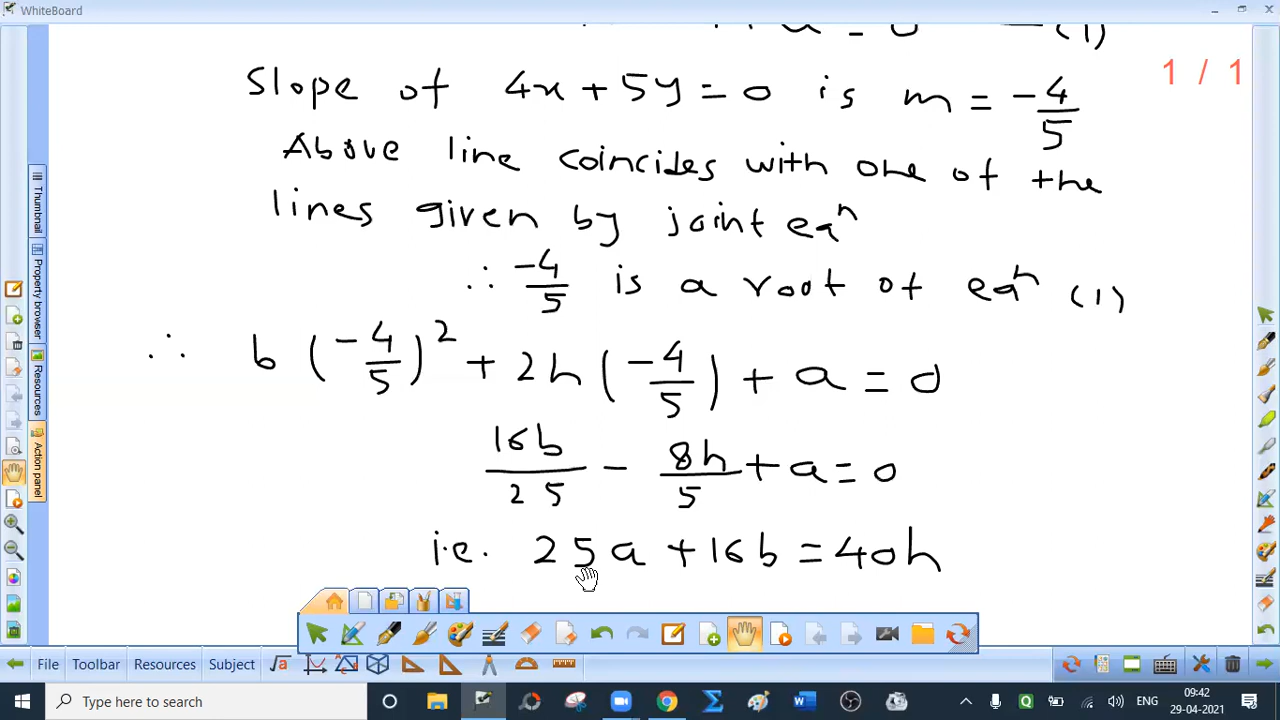 WhiteBoard
= 0 — (1)
1 / 1
Slope of 4x + 5y = 0 is m = -4/5
Above line coincides with one of the
lines given by joint eqⁿ
∴ -4/5 is a root of eqⁿ (1)
∴ b (-4/5)² + 2h (-4/5) + a = 0
16b/25 - 8h/5 + a = 0
i.e. 25a + 16b = 40h
Thumbnail
Property browser
Resources
Action panel
File Toolbar Resources Subject
Type here to search
ENG
09:42
29-04-2021